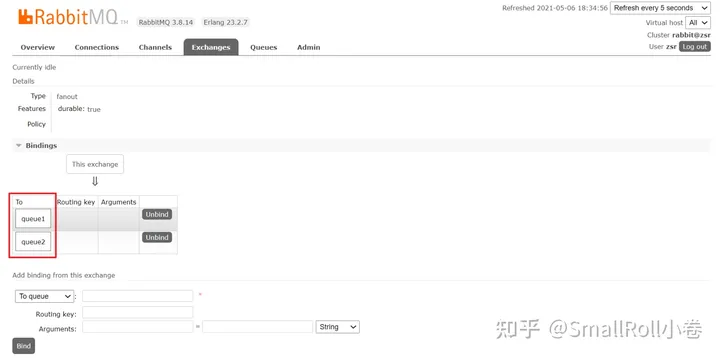 RabbitMQ TM RabbitMQ 3.8.14 Erlang 23.2.7
Refreshed 2021-05-06 18:34:56 Refresh every 5 seconds
Virtual host All
Cluster rabbit@zsr
User zsr Log out
Overview Connections Channels Exchanges Queues Admin
Currently idle
Details
Type fanout
Features durable: true
Policy
Bindings
This exchange
⇓
To Routing key Arguments
queue1 Unbind
queue2 Unbind
Add binding from this exchange
To queue : *
Routing key:
Arguments: = String
Bind
知乎 @SmallRoll小卷